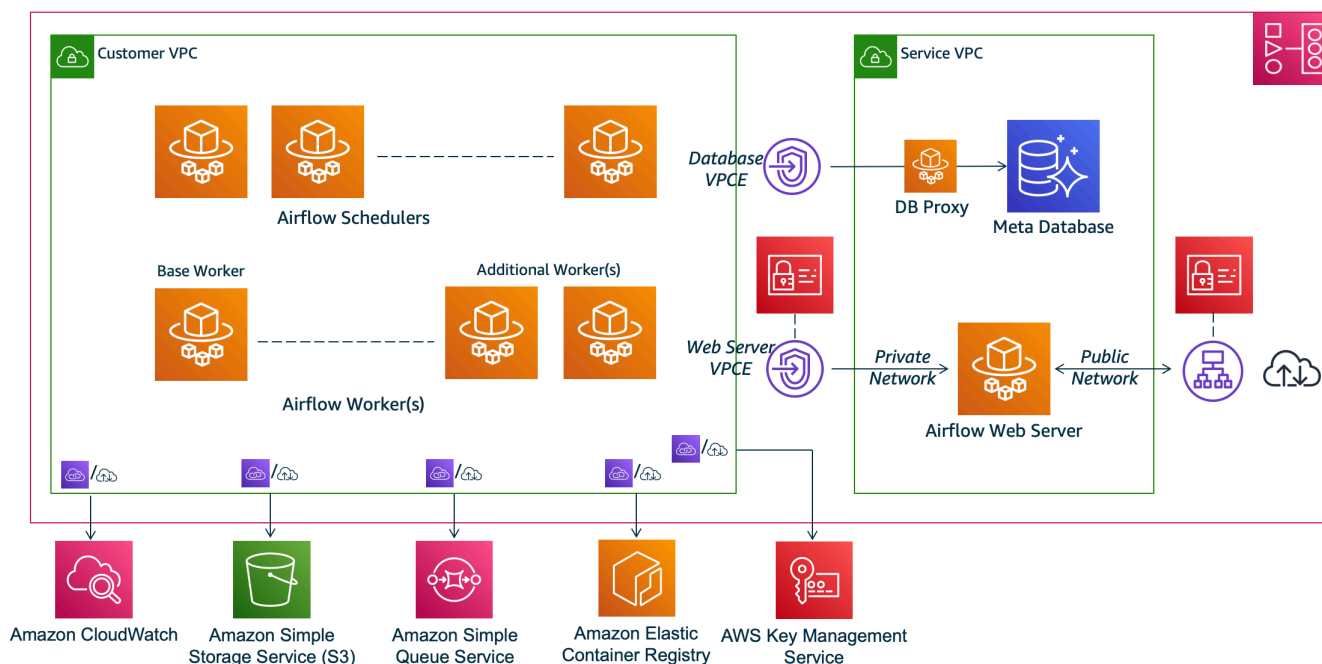 Customer VPC
Service VPC
Database
VPCE
DB Proxy
Meta Database
Airflow Schedulers
Base Worker
Additional Worker(s)
Web Server
VPCE
Private
Network
Public
Network
Airflow Worker(s)
Airflow Web Server
/
/
/
/
/
Amazon CloudWatch
Amazon Simple
Storage Service (S3)
Amazon Simple
Queue Service
Amazon Elastic
Container Registry
AWS Key Management
Service